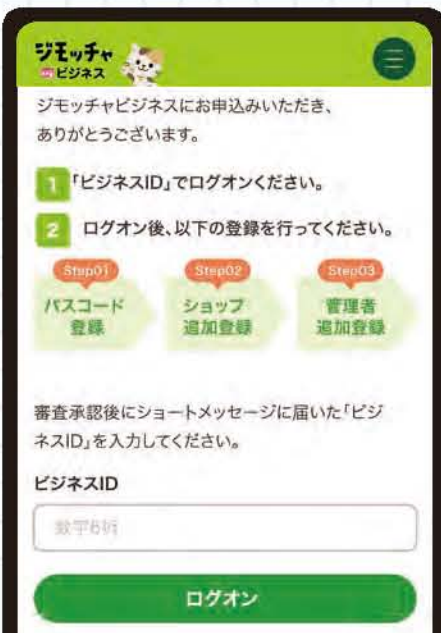 ジモッチャ
ビジネス
ジモッチャビジネスにお申込みいただき、
ありがとうございます。
1 「ビジネスID」でログオンください。
2 ログオン後、以下の登録を行ってください。
Step01 Step02 Step03
パスコード ショップ 管理者
登録 追加登録 追加登録
審査承認後にショートメッセージに届いた「ビジ
ネスID」を入力してください。
ビジネスID
数字6桁
ログオン